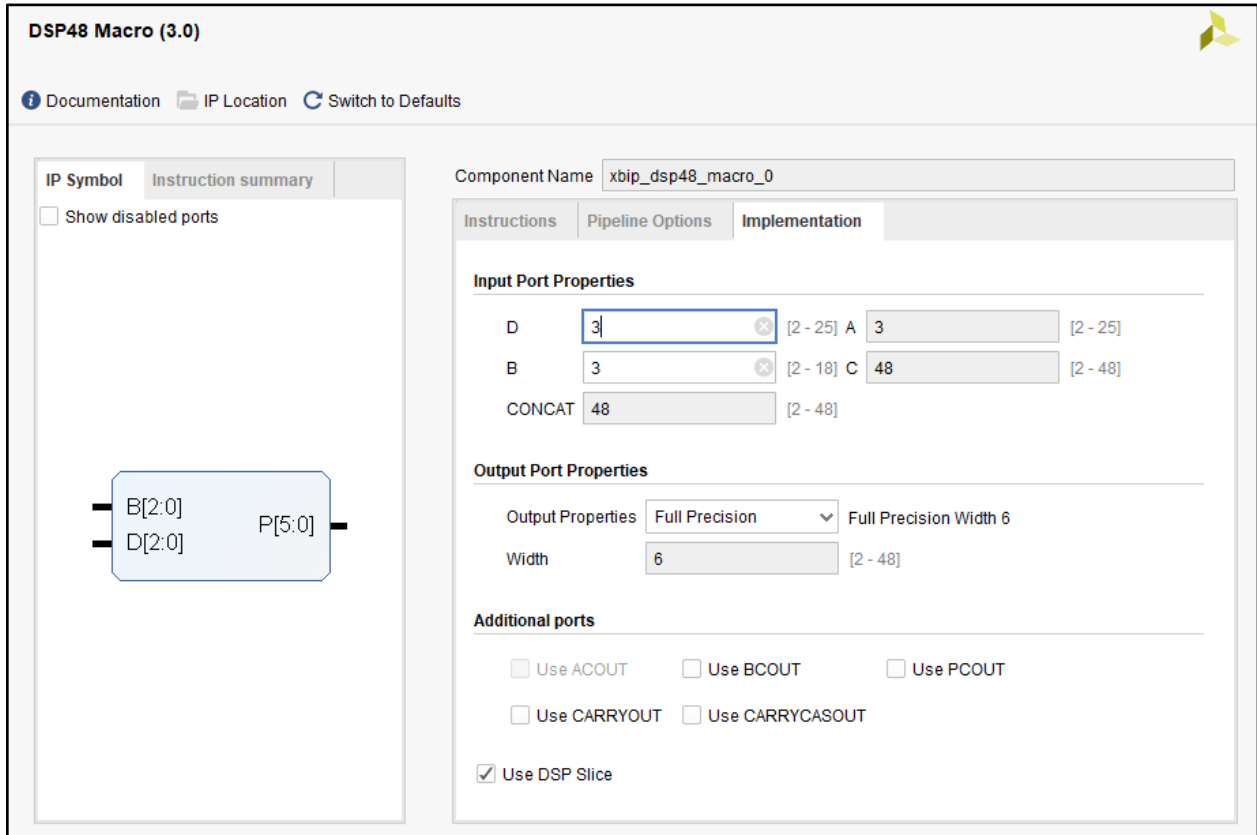 DSP48 Macro (3.0)
Documentation IP Location Switch to Defaults
IP Symbol Instruction summary
Show disabled ports
B[2:0]
D[2:0]
P[5:0]
Component Name xbip_dsp48_macro_0
Instructions Pipeline Options Implementation
Input Port Properties
D 3 [2 - 25] A 3 [2 - 25]
B 3 [2 - 18] C 48 [2 - 48]
CONCAT 48 [2 - 48]
Output Port Properties
Output Properties Full Precision Full Precision Width 6
Width 6 [2 - 48]
Additional ports
Use ACOUT Use BCOUT Use PCOUT
Use CARRYOUT Use CARRYCASOUT
Use DSP Slice